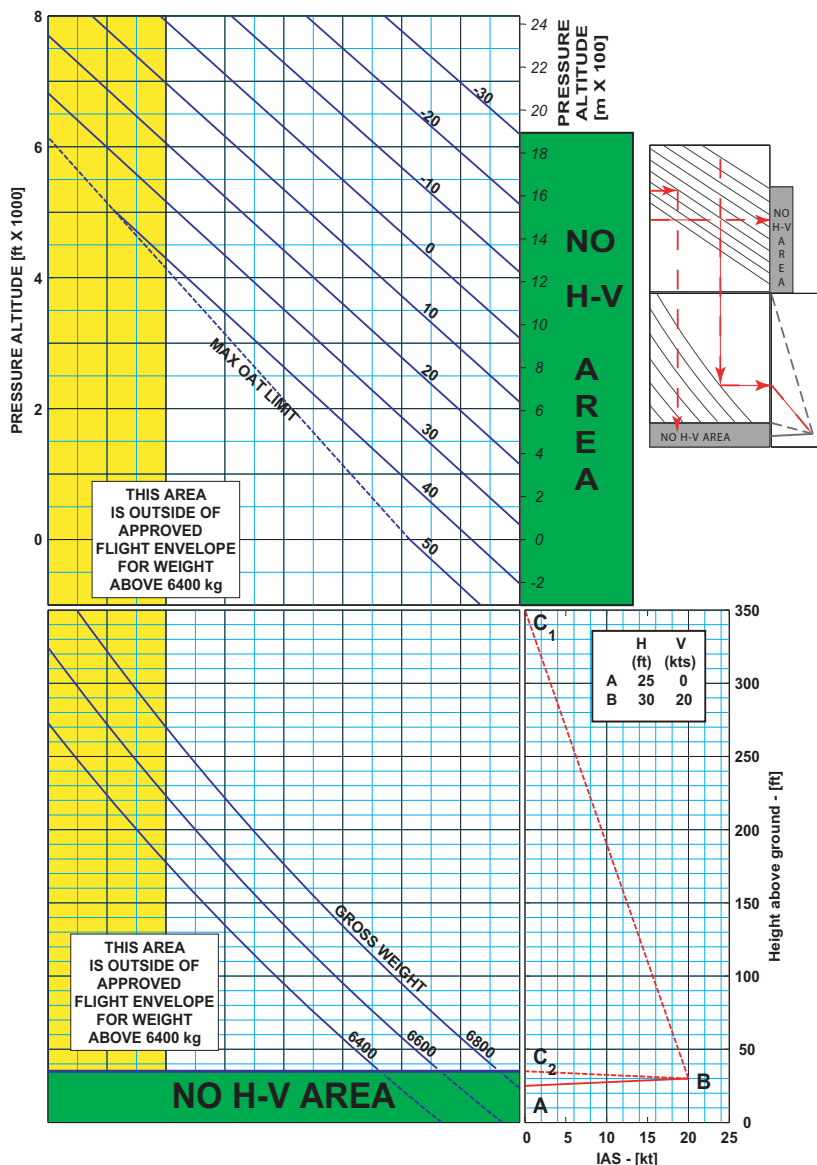 8
6
4
2
0
PRESSURE ALTITUDE [ft X 1000]
-30
-20
-10
0
10
20
30
40
50
MAX OAT LIMIT
THIS AREA
IS OUTSIDE OF
APPROVED
FLIGHT ENVELOPE
FOR WEIGHT
ABOVE 6400 kg
24
22
20
18
16
14
12
10
8
6
4
2
0
-2
PRESSURE
ALTITUDE
[m X 100]
NO
H-V
A
R
E
A
NO
H-V
A
R
E
A
NO H-V AREA
GROSS WEIGHT
6400
6600
6800
THIS AREA
IS OUTSIDE OF
APPROVED
FLIGHT ENVELOPE
FOR WEIGHT
ABOVE 6400 kg
NO H-V AREA
C1
H V
(ft) (kts)
A 25 0
B 30 20
C2
B
A
350
300
250
200
150
100
50
0
Height above ground - [ft]
0 5 10 15 20 25
IAS - [kt]